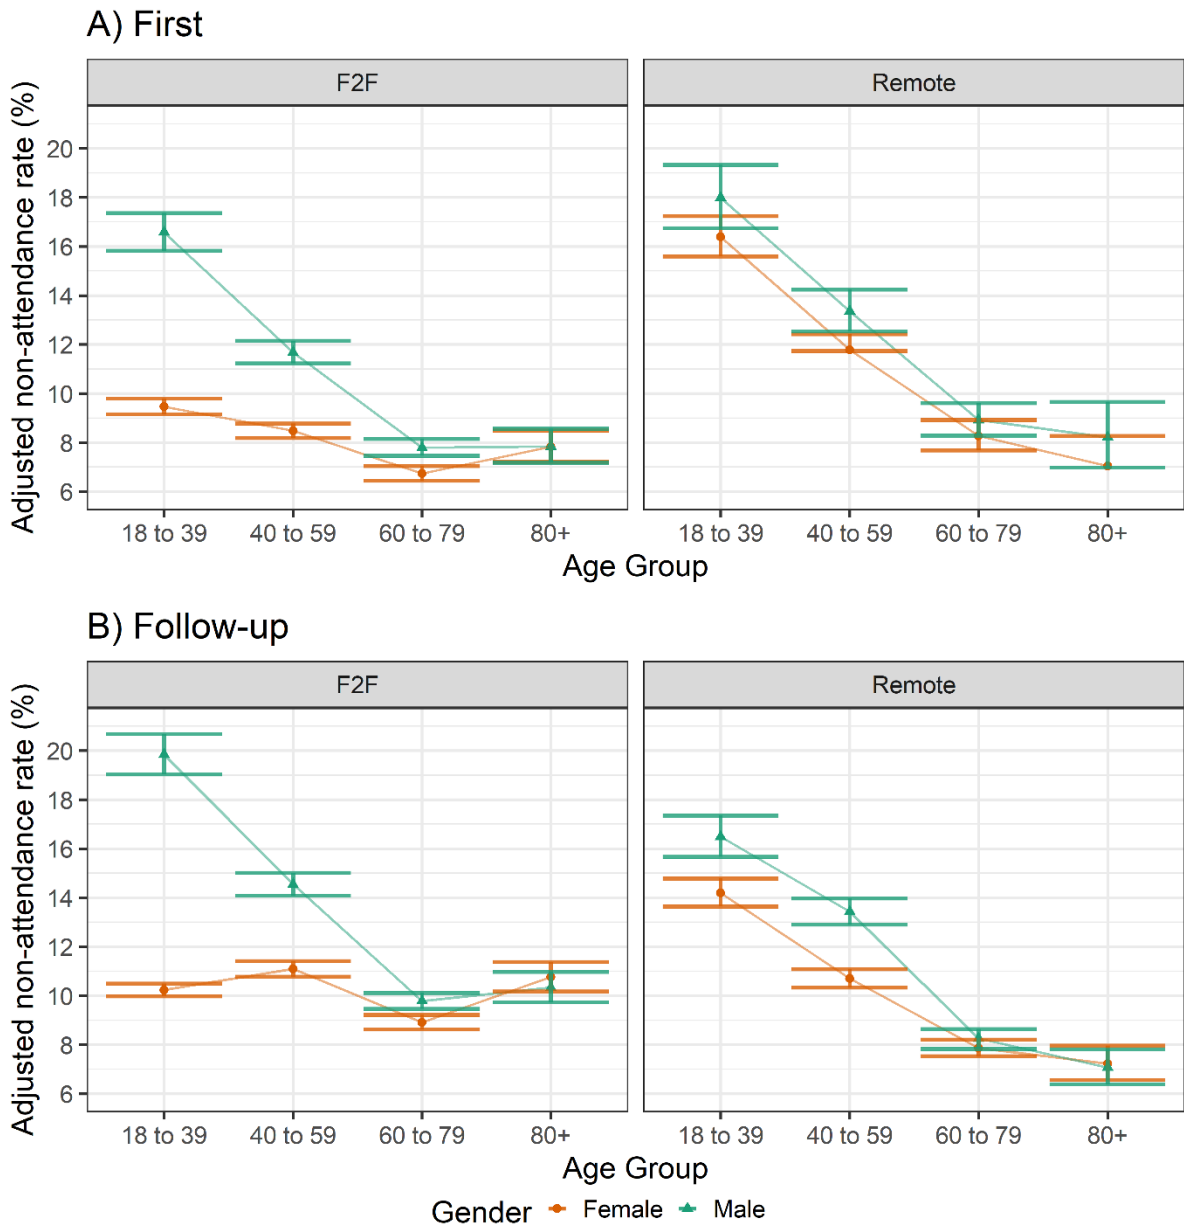 A) First
F2F
Remote
Adjusted non-attendance rate (%)
20
18
16
14
12
10
8
6
18 to 39 40 to 59 60 to 79 80+
18 to 39 40 to 59 60 to 79 80+
Age Group
B) Follow-up
F2F
Remote
Adjusted non-attendance rate (%)
20
18
16
14
12
10
8
6
18 to 39 40 to 59 60 to 79 80+
18 to 39 40 to 59 60 to 79 80+
Age Group
Gender Female Male